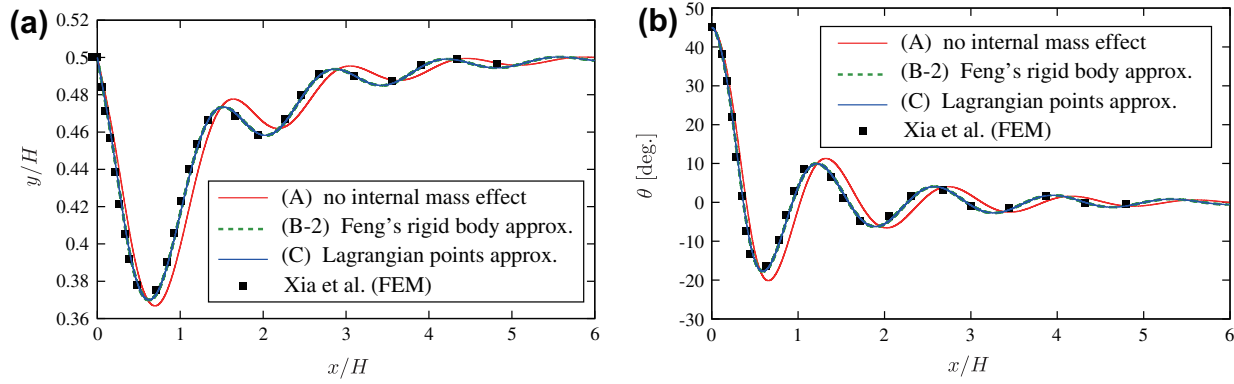 (a)
0.52
0.5
0.48
0.46
0.44
0.42
0.4
0.38
0.36
y/H
(A) no internal mass effect
(B-2) Feng's rigid body approx.
(C) Lagrangian points approx.
Xia et al. (FEM)
0 1 2 3 4 5 6
x/H
(b)
50
40
30
20
10
0
-10
-20
-30
θ [deg.]
(A) no internal mass effect
(B-2) Feng's rigid body approx.
(C) Lagrangian points approx.
Xia et al. (FEM)
0 1 2 3 4 5 6
x/H